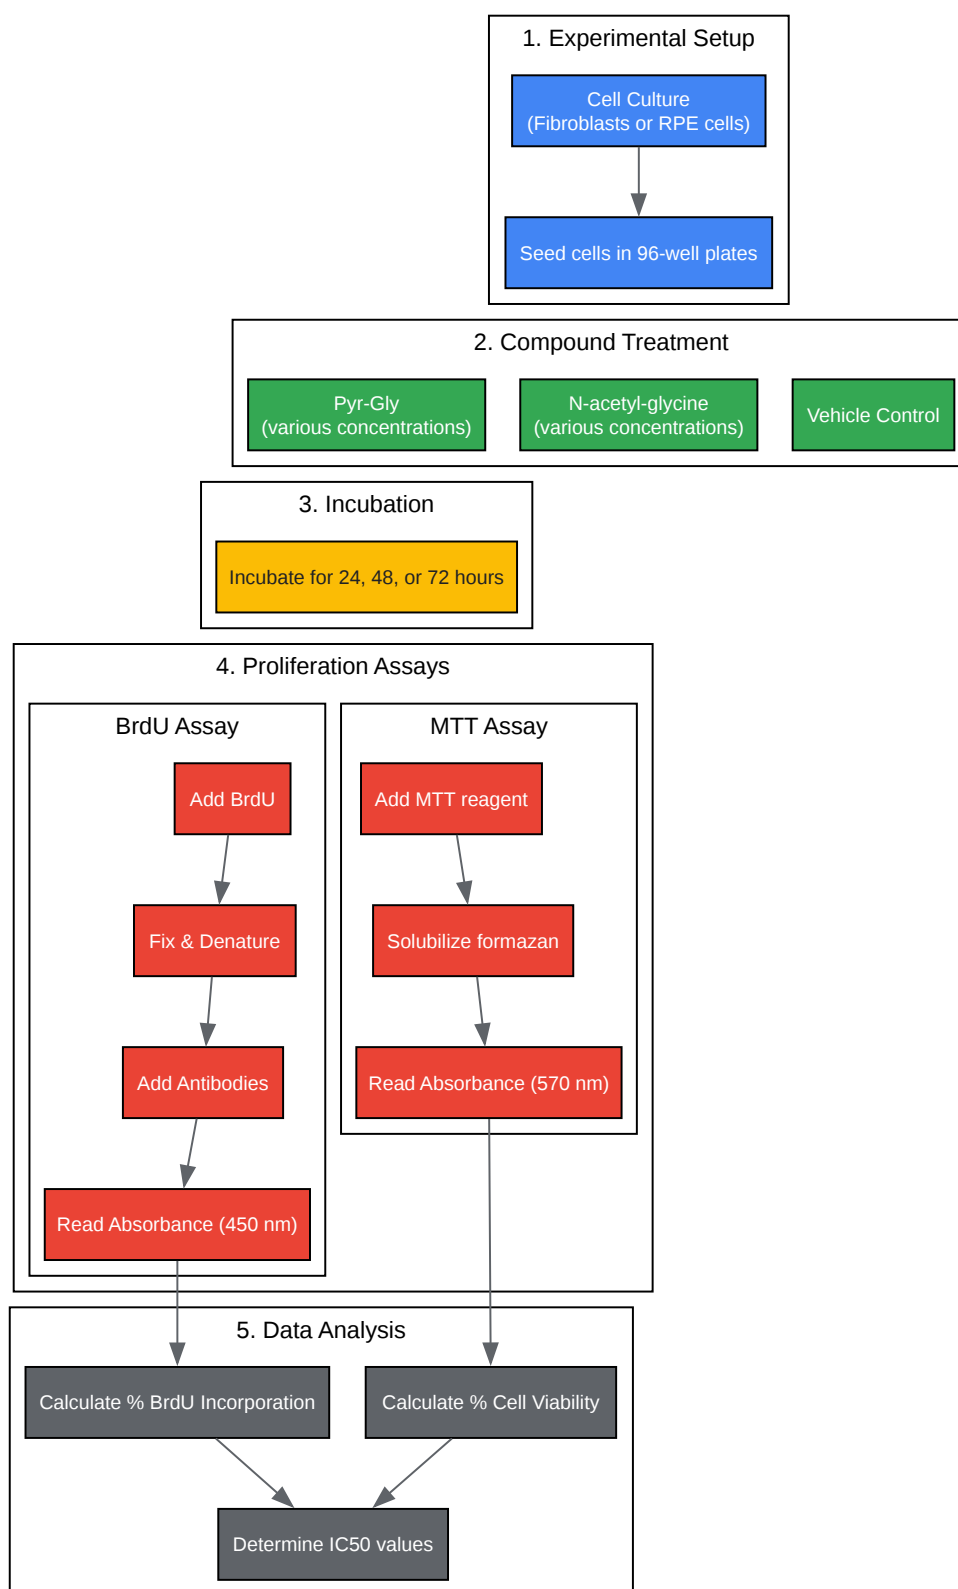 1. Experimental Setup
Cell Culture
(Fibroblasts or RPE cells)
Seed cells in 96-well plates
2. Compound Treatment
Pyr-Gly
(various concentrations)
N-acetyl-glycine
(various concentrations)
Vehicle Control
3. Incubation
Incubate for 24, 48, or 72 hours
4. Proliferation Assays
BrdU Assay
Add BrdU
Fix & Denature
Add Antibodies
Read Absorbance (450 nm)
MTT Assay
Add MTT reagent
Solubilize formazan
Read Absorbance (570 nm)
5. Data Analysis
Calculate % BrdU Incorporation
Calculate % Cell Viability
Determine IC50 values